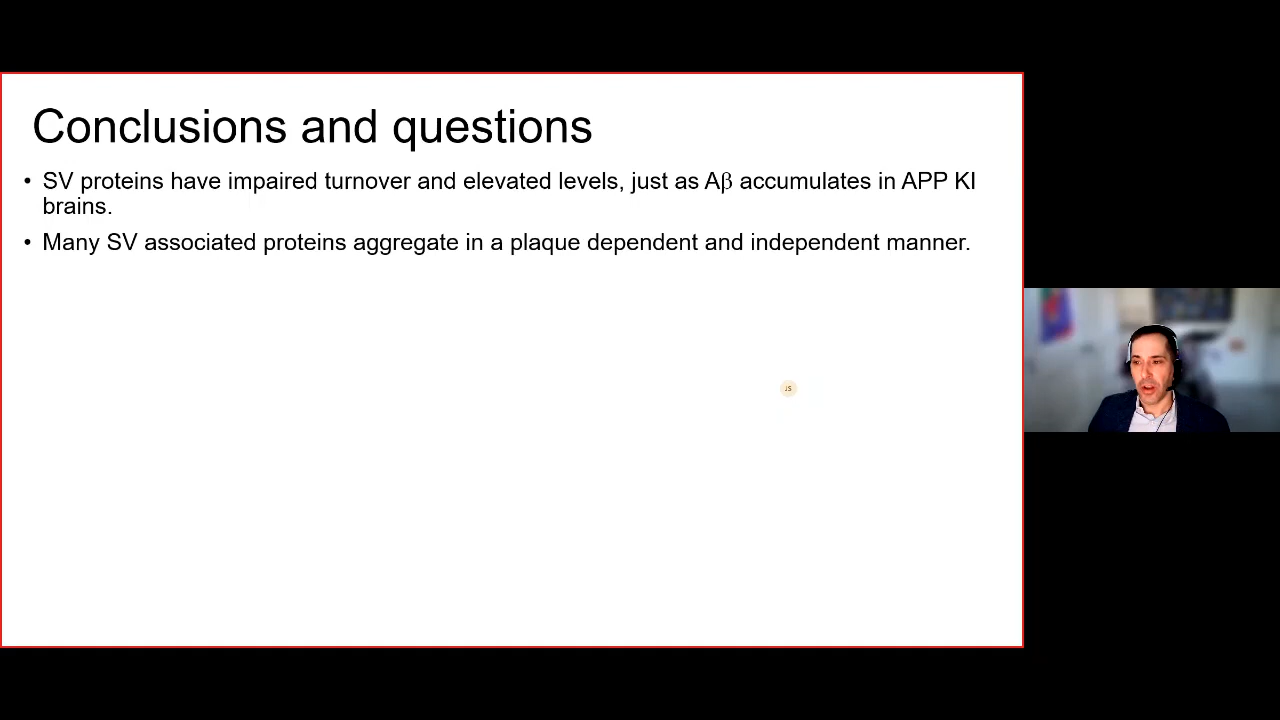 Conclusions and questions
• SV proteins have impaired turnover and elevated levels, just as Aβ accumulates in APP KI
brains.
• Many SV associated proteins aggregate in a plaque dependent and independent manner.
JS